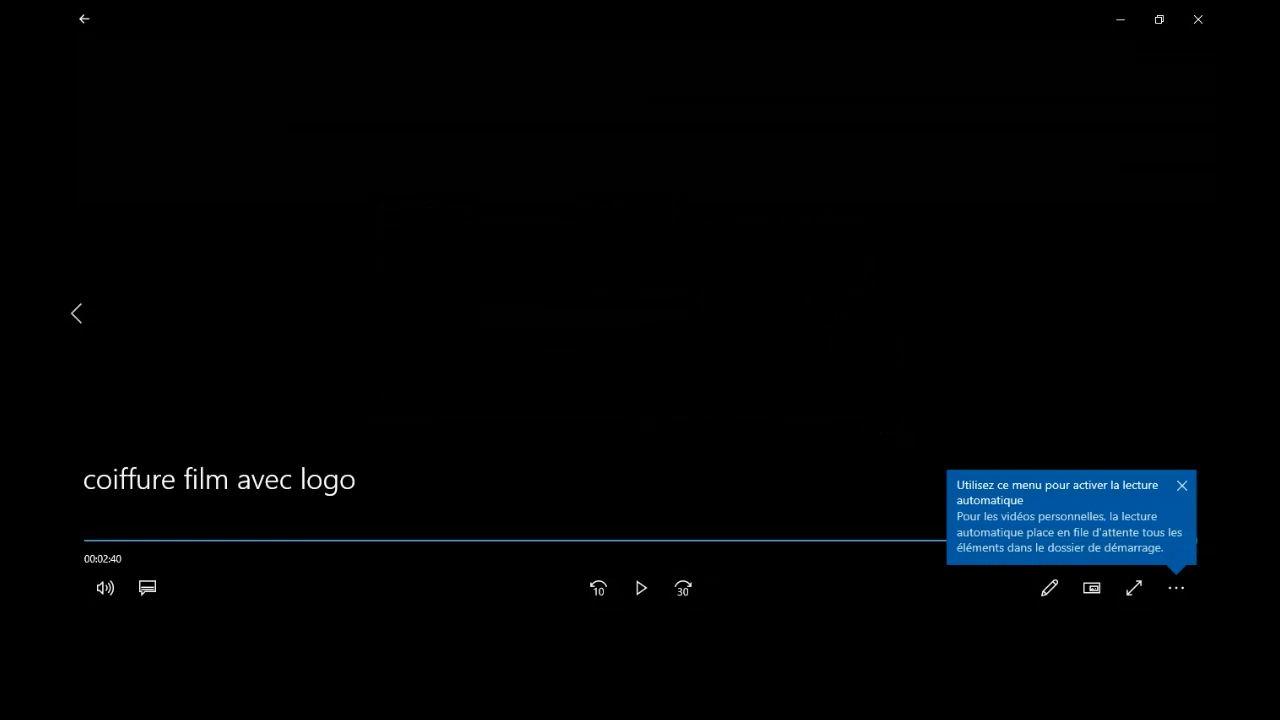 coiffure film avec logo
Utilisez ce menu pour activer la lecture
automatique
Pour les vidéos personnelles, la lecture
automatique place en file d'attente tous les
éléments dans le dossier de démarrage.
00:02:40
10
30